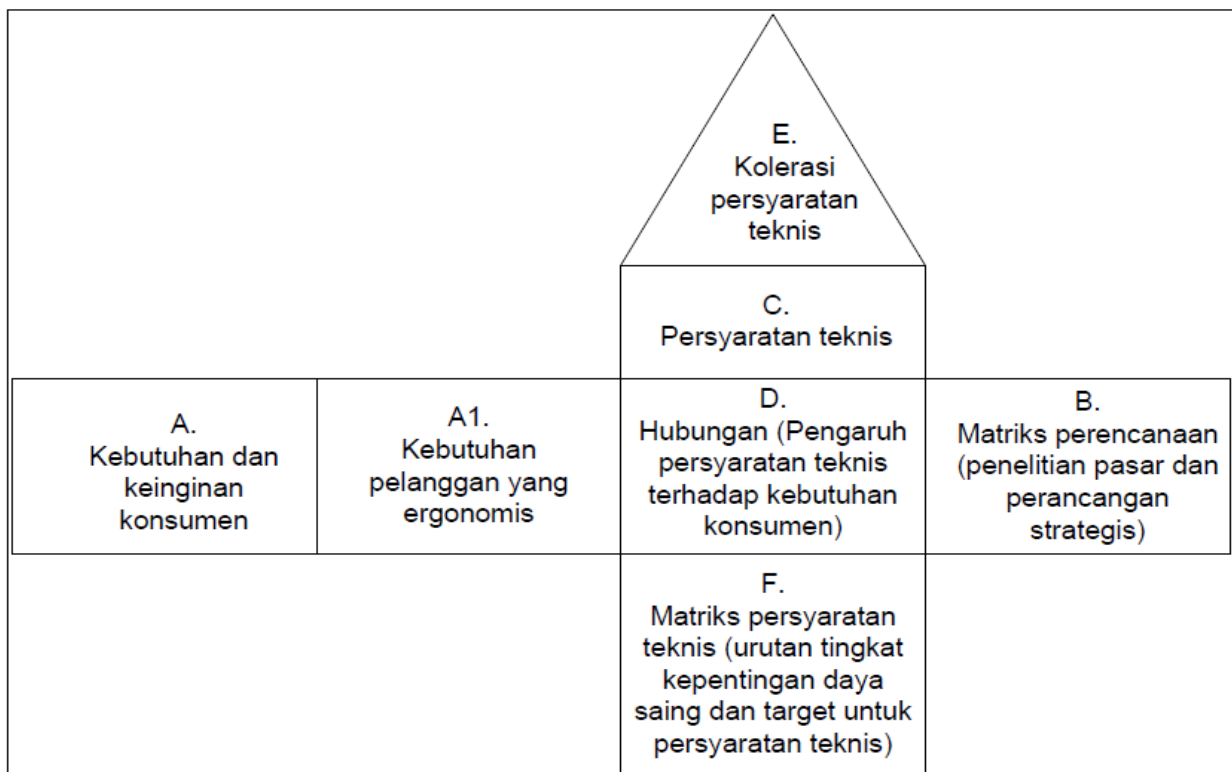 E.
Kolerasi
persyaratan
teknis
C.
Persyaratan teknis
A.
Kebutuhan dan
keinginan
konsumen
A1.
Kebutuhan
pelanggan yang
ergonomis
D.
Hubungan (Pengaruh
persyaratan teknis
terhadap kebutuhan
konsumen)
B.
Matriks perencanaan
(penelitian pasar dan
perancangan
strategis)
F.
Matriks persyaratan
teknis (urutan tingkat
kepentingan daya
saing dan target untuk
persyaratan teknis)